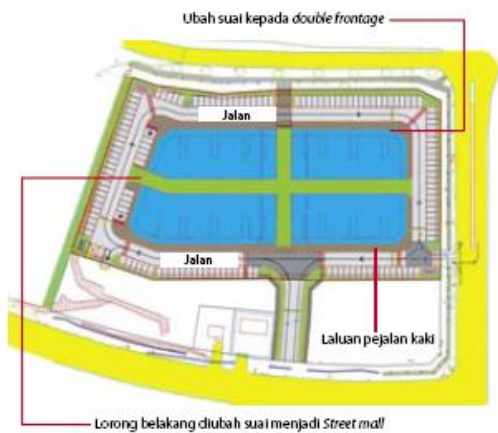 Ubah suai kepada double frontage
Jalan
Jalan
Laluan pejalan kaki
Lorong belakang diubah suai menjadi Street mall